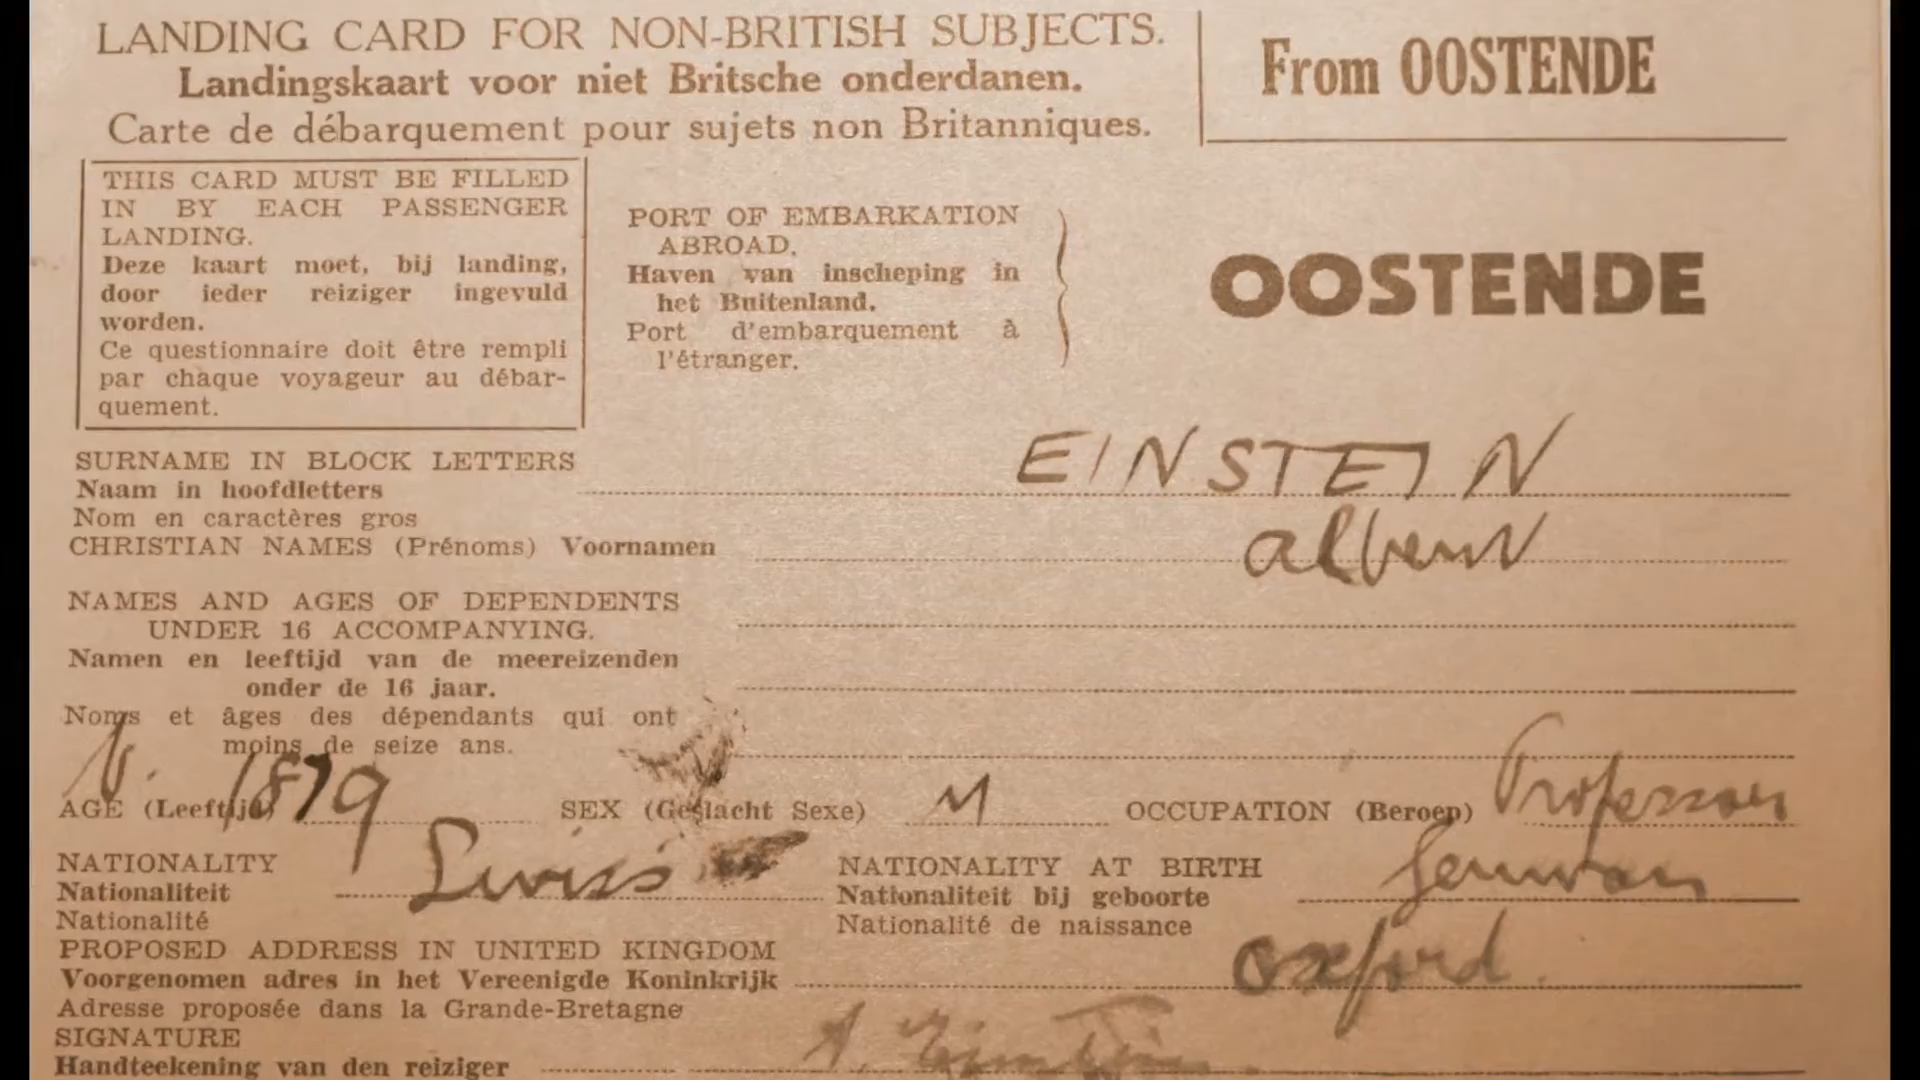 LANDING CARD FOR NON-BRITISH SUBJECTS.
Landingskaart voor niet Britsche onderdanen.
Carte de débarquement pour sujets non Britanniques.
From OOSTENDE
THIS CARD MUST BE FILLED
IN BY EACH PASSENGER
LANDING.
Deze kaart moet, bij landing,
door ieder reiziger ingevuld
worden.
Ce questionnaire doit être rempli
par chaque voyageur au débar-
quement.
PORT OF EMBARKATION
ABROAD.
Haven van inscheping in
het Buitenland.
Port d'embarquement à
l'étranger.
OOSTENDE
SURNAME IN BLOCK LETTERS
Naam in hoofdletters
Nom en caractères gros
EINSTEIN
CHRISTIAN NAMES (Prénoms) Voornamen
albert
NAMES AND AGES OF DEPENDENTS
UNDER 16 ACCOMPANYING.
Namen en leeftijd van de meereizenden
onder de 16 jaar.
Noms et âges des dépendants qui ont
moins de seize ans.
AGE (Leeftijd) 1879 SEX (Geslacht Sexe) M OCCUPATION (Beroep) Professor
NATIONALITY
Nationaliteit
Nationalité
Swiss
NATIONALITY AT BIRTH
Nationaliteit bij geboorte
Nationalité de naissance
German
PROPOSED ADDRESS IN UNITED KINGDOM
Voorgenomen adres in het Vereenigde Koninkrijk
Adresse proposée dans la Grande-Bretagne
Oxford.
SIGNATURE
Handteekening van den reiziger
A. Einstein.